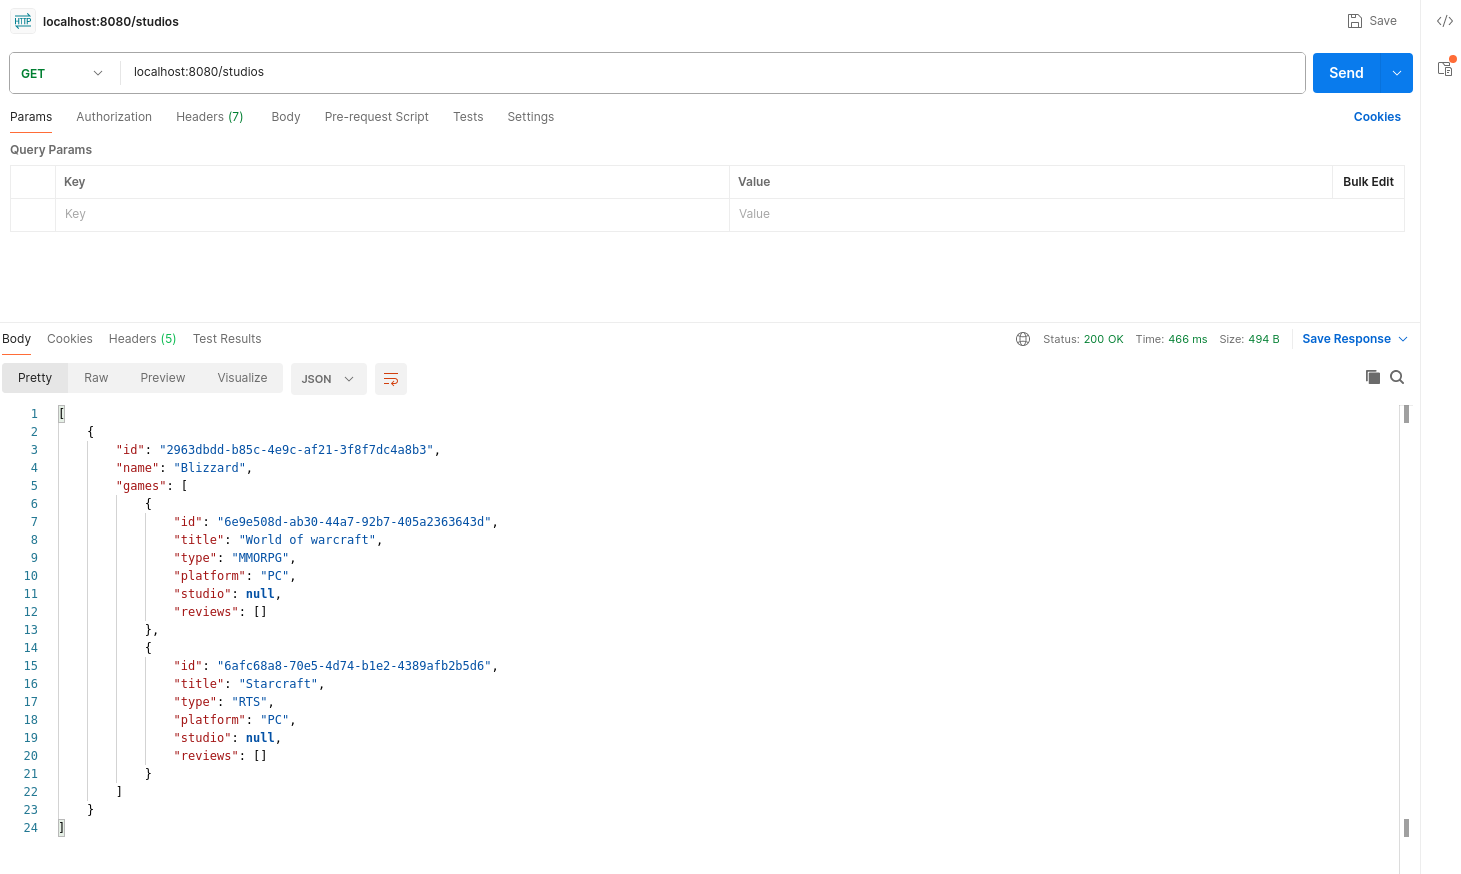 HTTP localhost:8080/studios Save
GET localhost:8080/studios Send
Params Authorization Headers (7) Body Pre-request Script Tests Settings Cookies
Query Params
Key Value Bulk Edit
Key Value
Body Cookies Headers (5) Test Results Status: 200 OK Time: 466 ms Size: 494 B Save Response
Pretty Raw Preview Visualize JSON
1 [
2 {
3 "id": "2963dbdd-b85c-4e9c-af21-3f8f7dc4a8b3",
4 "name": "Blizzard",
5 "games": [
6 {
7 "id": "6e9e508d-ab30-44a7-92b7-405a2363643d",
8 "title": "World of warcraft",
9 "type": "MMORPG",
10 "platform": "PC",
11 "studio": null,
12 "reviews": []
13 },
14 {
15 "id": "6afc68a8-70e5-4d74-b1e2-4389afb2b5d6",
16 "title": "Starcraft",
17 "type": "RTS",
18 "platform": "PC",
19 "studio": null,
20 "reviews": []
21 }
22 ]
23 }
24 ]